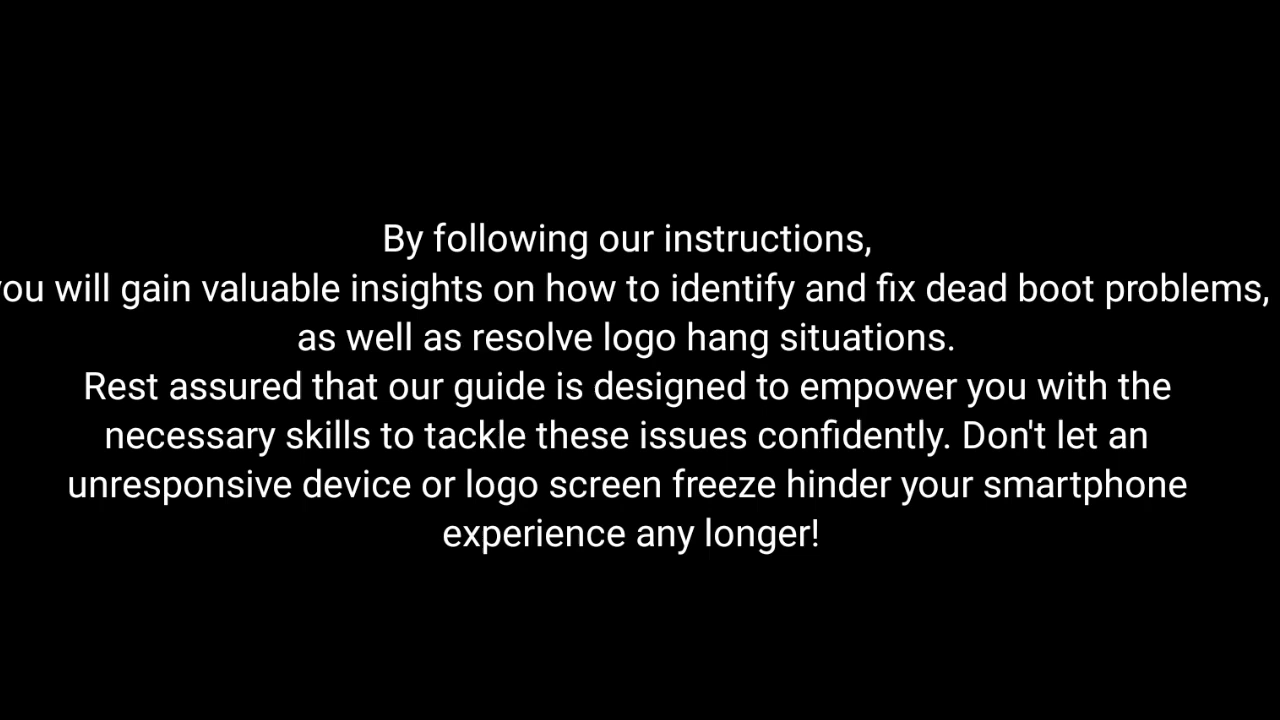 By following our instructions,
you will gain valuable insights on how to identify and fix dead boot problems,
as well as resolve logo hang situations.
Rest assured that our guide is designed to empower you with the
necessary skills to tackle these issues confidently. Don't let an
unresponsive device or logo screen freeze hinder your smartphone
experience any longer!